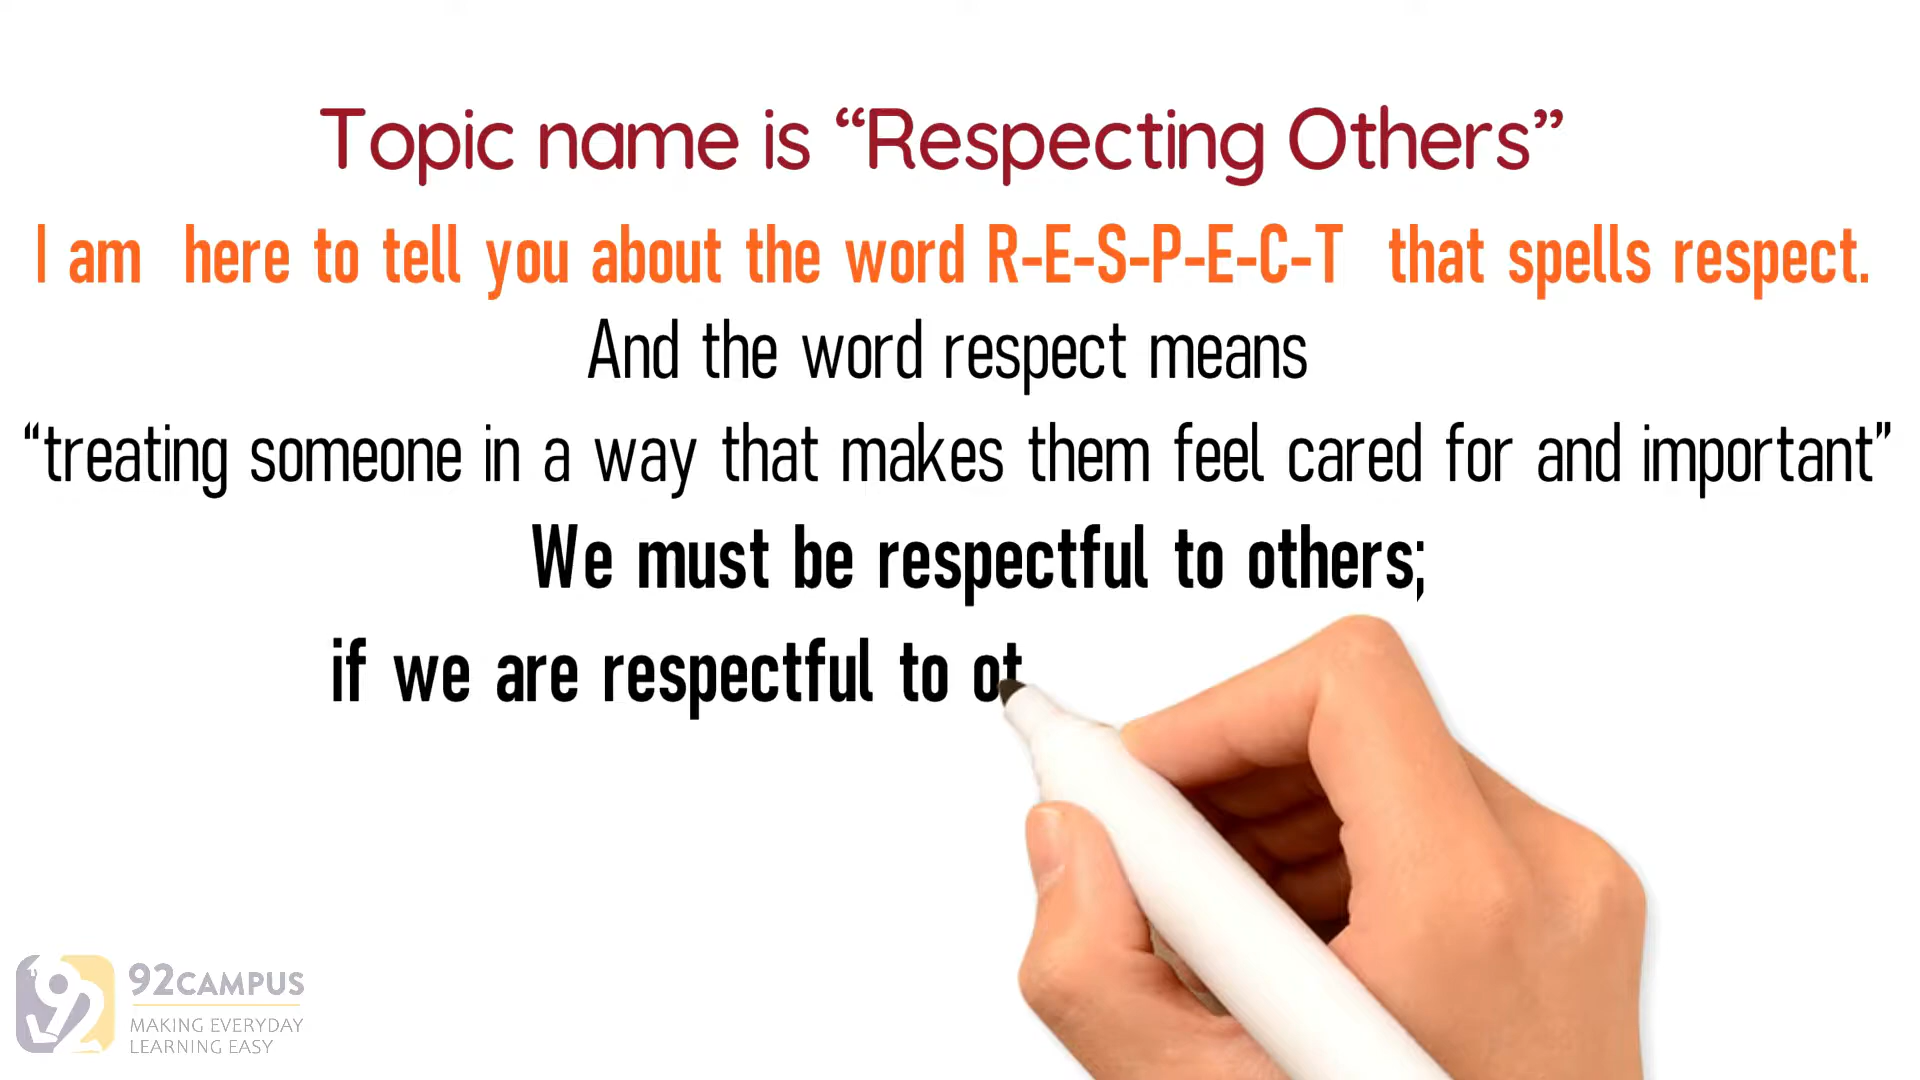 Topic name is “Respecting Others”
I am here to tell you about the word R-E-S-P-E-C-T that spells respect.
And the word respect means
“treating someone in a way that makes them feel cared for and important”
We must be respectful to others;
if we are respectful to ot
92CAMPUS
MAKING EVERYDAY
LEARNING EASY